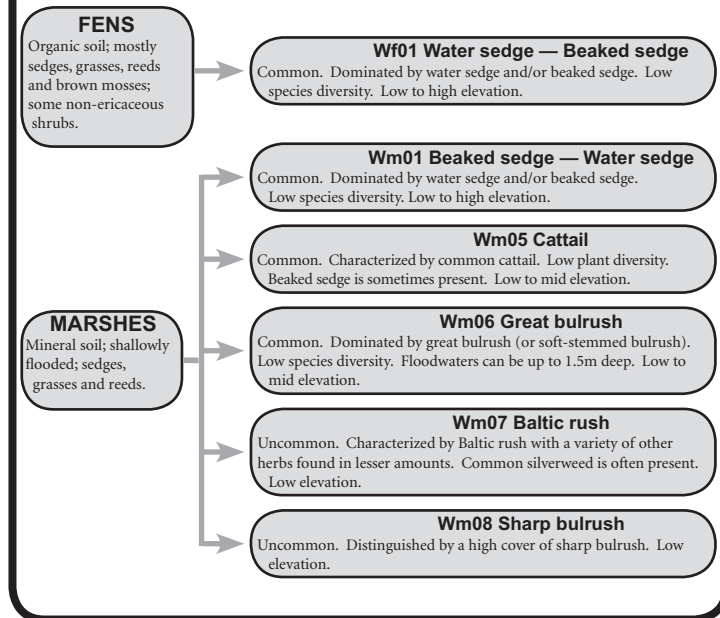 FENS
Organic soil; mostly
sedges, grasses, reeds
and brown mosses;
some non-ericaceous
shrubs.
Wf01 Water sedge — Beaked sedge
Common. Dominated by water sedge and/or beaked sedge. Low
species diversity. Low to high elevation.
Wm01 Beaked sedge — Water sedge
Common. Dominated by water sedge and/or beaked sedge.
Low species diversity. Low to high elevation.
Wm05 Cattail
Common. Characterized by common cattail. Low plant diversity.
Beaked sedge is sometimes present. Low to mid elevation.
MARSHES
Mineral soil; shallowly
flooded; sedges,
grasses and reeds.
Wm06 Great bulrush
Common. Dominated by great bulrush (or soft-stemmed bulrush).
Low species diversity. Floodwaters can be up to 1.5m deep. Low to
mid elevation.
Wm07 Baltic rush
Uncommon. Characterized by Baltic rush with a variety of other
herbs found in lesser amounts. Common silverweed is often present.
Low elevation.
Wm08 Sharp bulrush
Uncommon. Distinguished by a high cover of sharp bulrush. Low
elevation.